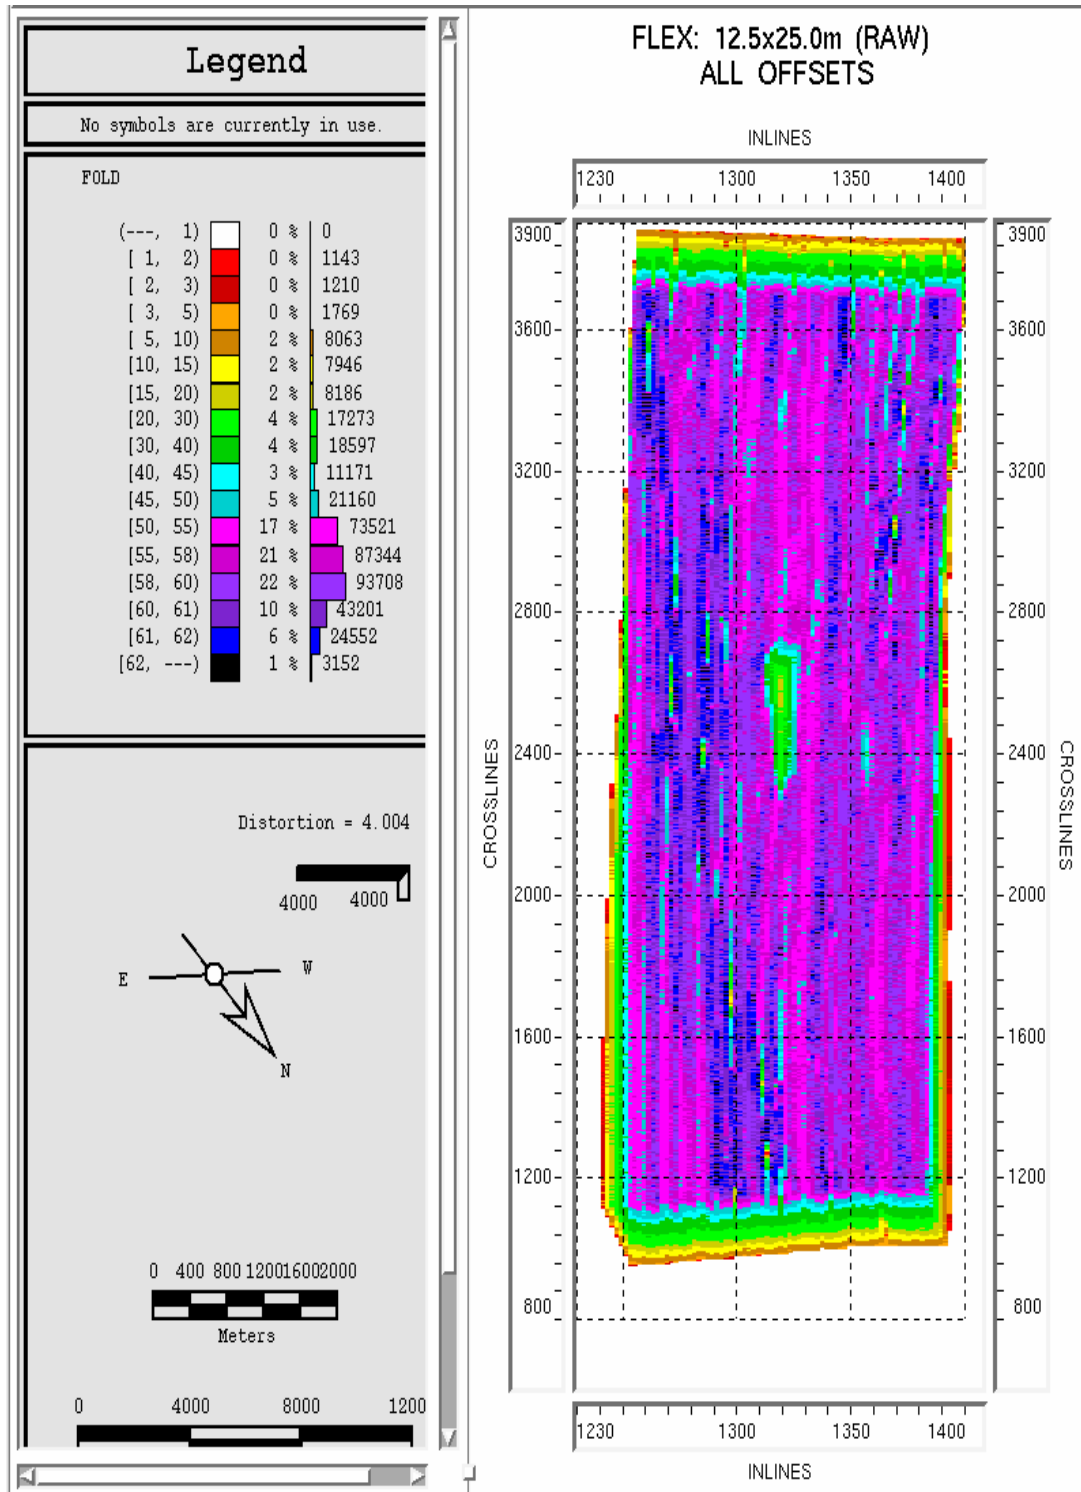 Legend
No symbols are currently in use.
FOLD
(---, 1) 0 % 0
[ 1, 2) 0 % 1143
[ 2, 3) 0 % 1210
[ 3, 5) 0 % 1769
[ 5, 10) 2 % 8063
[10, 15) 2 % 7946
[15, 20) 2 % 8186
[20, 30) 4 % 17273
[30, 40) 4 % 18597
[40, 45) 3 % 11171
[45, 50) 5 % 21160
[50, 55) 17 % 73521
[55, 58) 21 % 87344
[58, 60) 22 % 93708
[60, 61) 10 % 43201
[61, 62) 6 % 24552
[62, ---) 1 % 3152
Distortion = 4.004
4000 4000
E W
N
0 400 800 1200 1600 2000
Meters
0 4000 8000 1200
FLEX: 12.5x25.0m (RAW)
ALL OFFSETS
INLINES
1230 1300 1350 1400
3900 3900
3600 3600
3200 3200
2800 2800
2400 2400
CROSSLINES CROSSLINES
2000 2000
1600 1600
1200 1200
800 800
1230 1300 1350 1400
INLINES